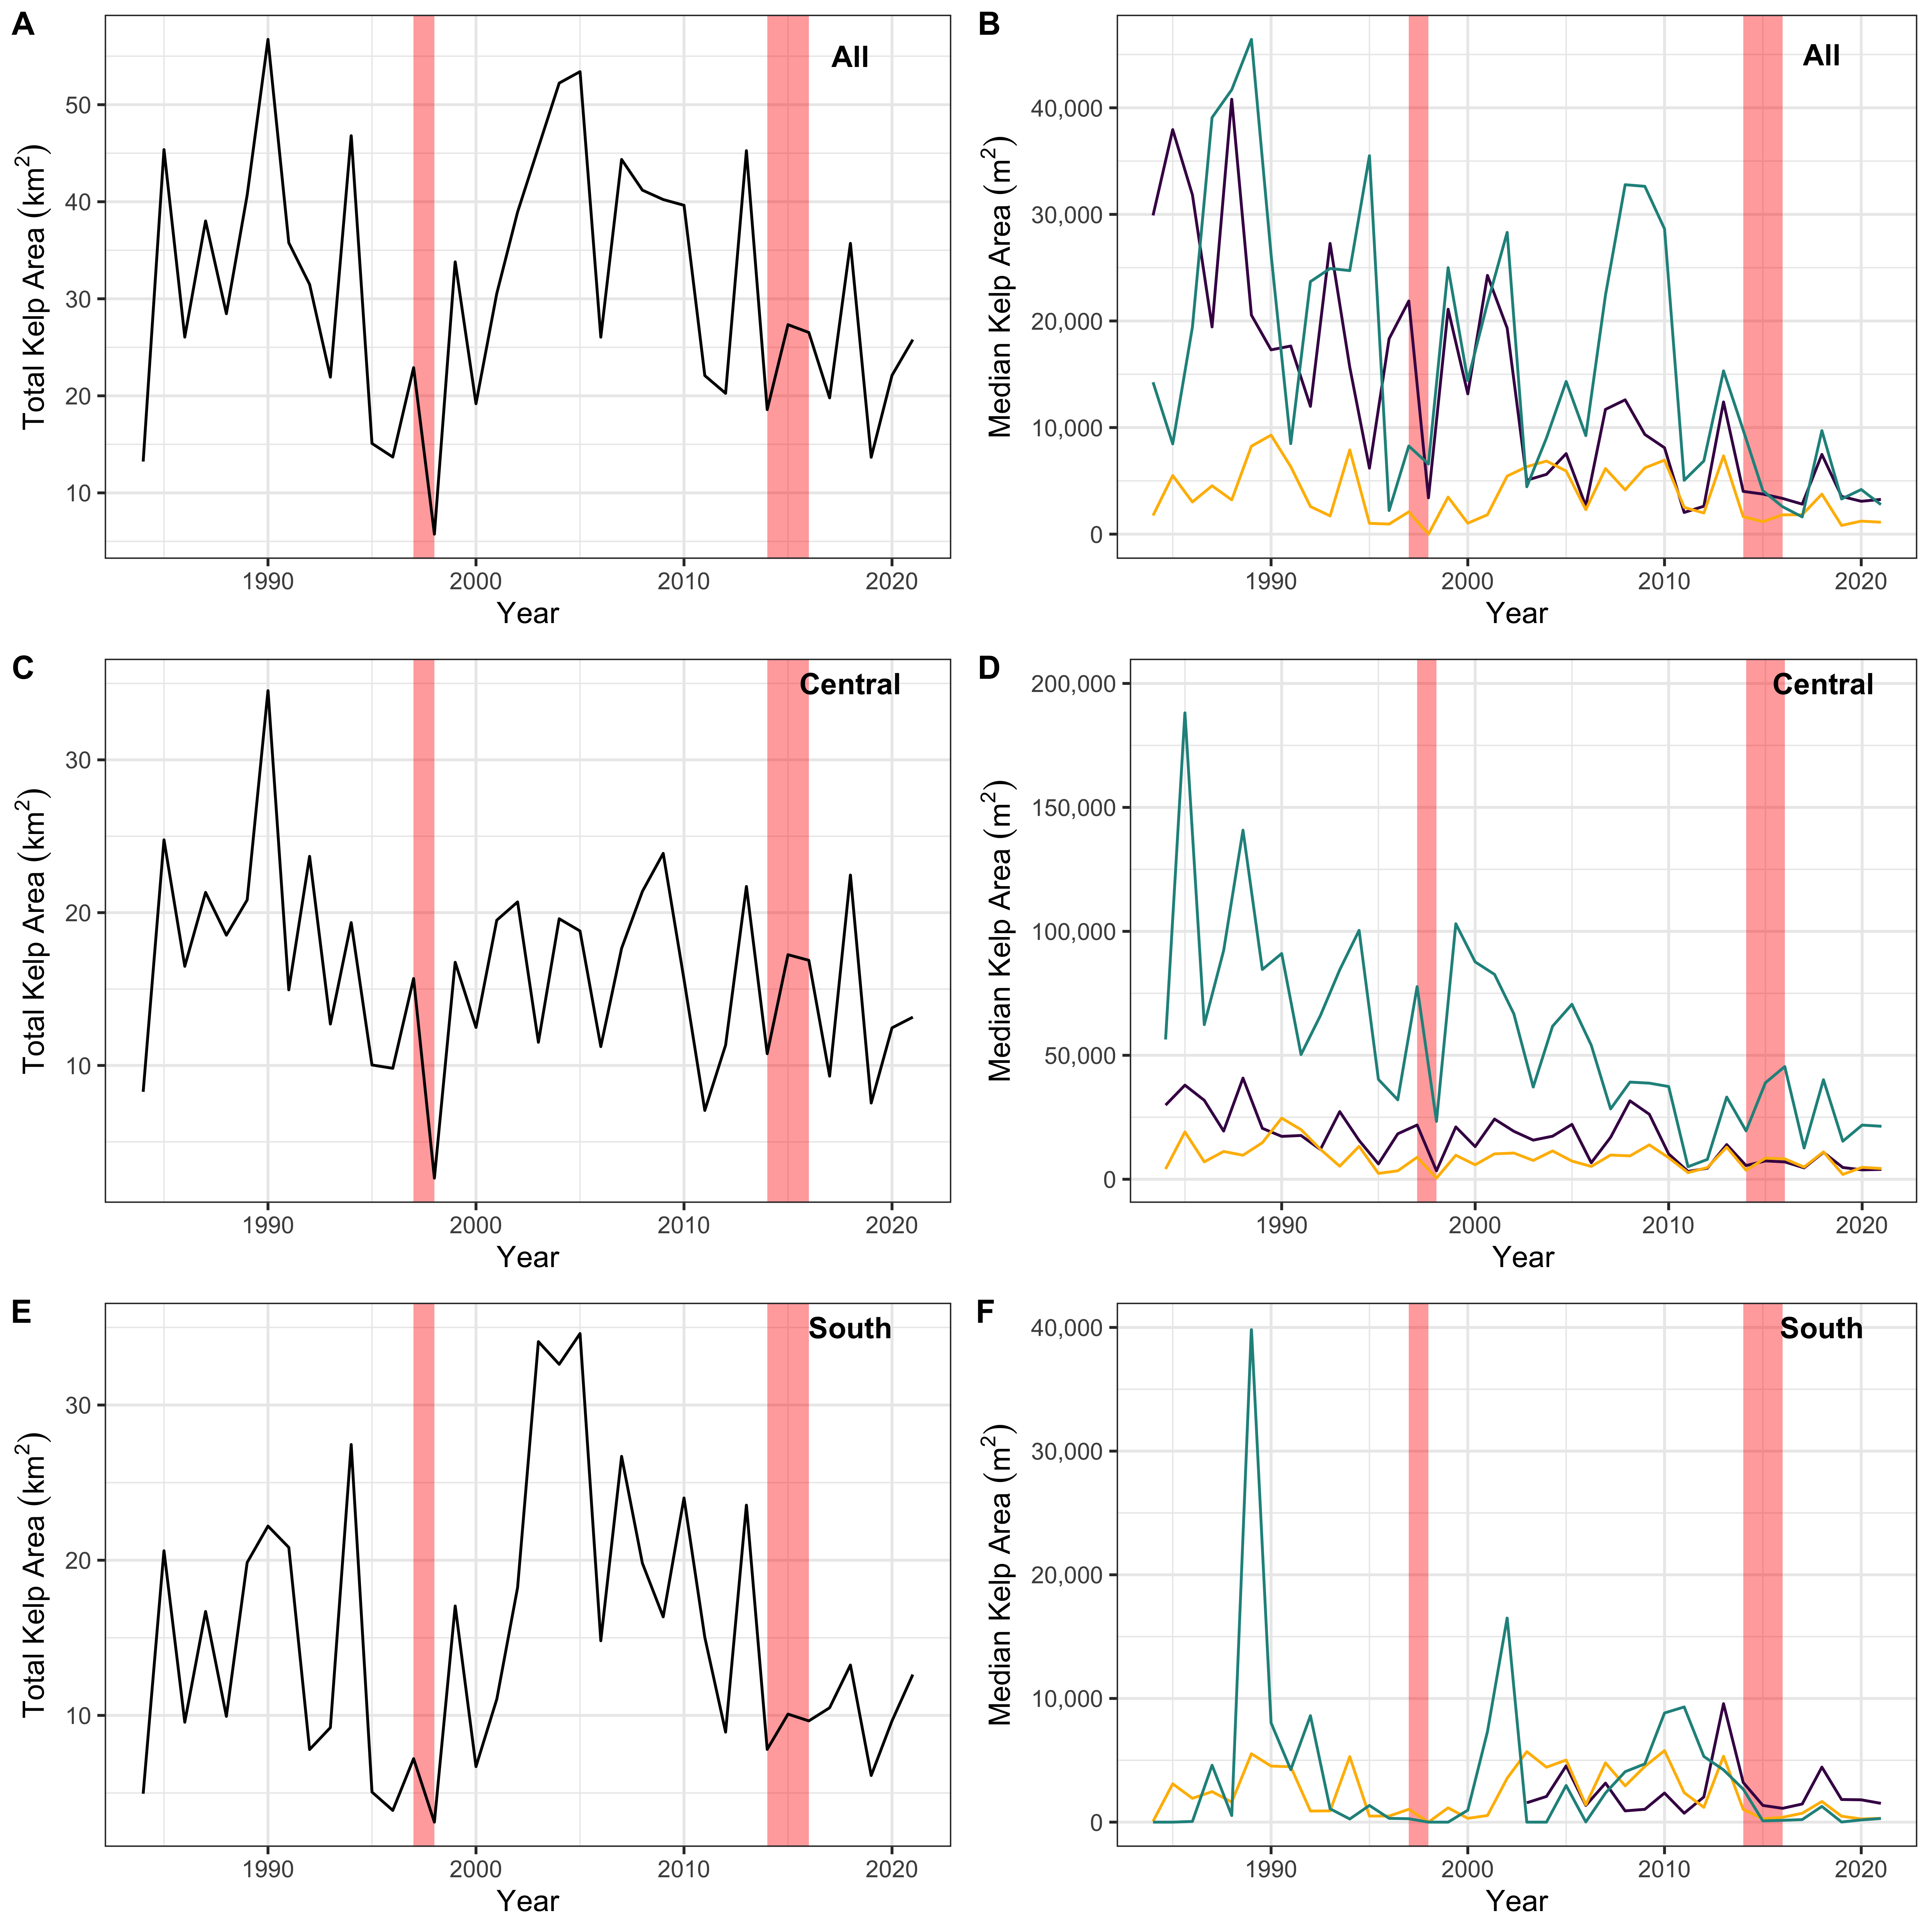 A
All
Total Kelp Area (km²)
50
40
30
20
10
1990 2000 2010 2020
Year
B
All
Median Kelp Area (m²)
40,000
30,000
20,000
10,000
0
1990 2000 2010 2020
Year
C
Central
Total Kelp Area (km²)
30
20
10
1990 2000 2010 2020
Year
D
Central
Median Kelp Area (m²)
200,000
150,000
100,000
50,000
0
1990 2000 2010 2020
Year
E
South
Total Kelp Area (km²)
30
20
10
1990 2000 2010 2020
Year
F
South
Median Kelp Area (m²)
40,000
30,000
20,000
10,000
0
1990 2000 2010 2020
Year